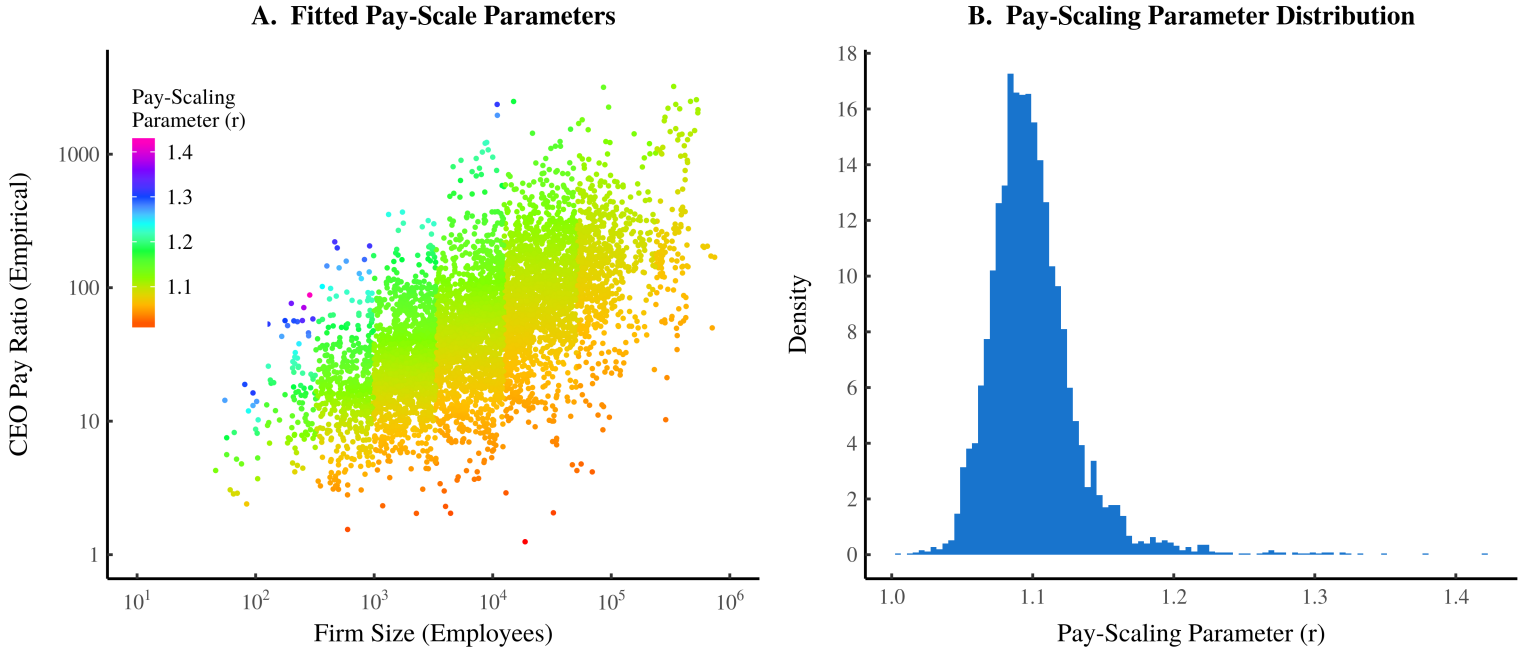 A. Fitted Pay-Scale Parameters
CEO Pay Ratio (Empirical)
1000
100
10
1
Pay-Scaling
Parameter (r)
1.4
1.3
1.2
1.1
10¹ 10² 10³ 10⁴ 10⁵ 10⁶
Firm Size (Employees)
B. Pay-Scaling Parameter Distribution
Density
18
16
14
12
10
8
6
4
2
0
1.0 1.1 1.2 1.3 1.4
Pay-Scaling Parameter (r)